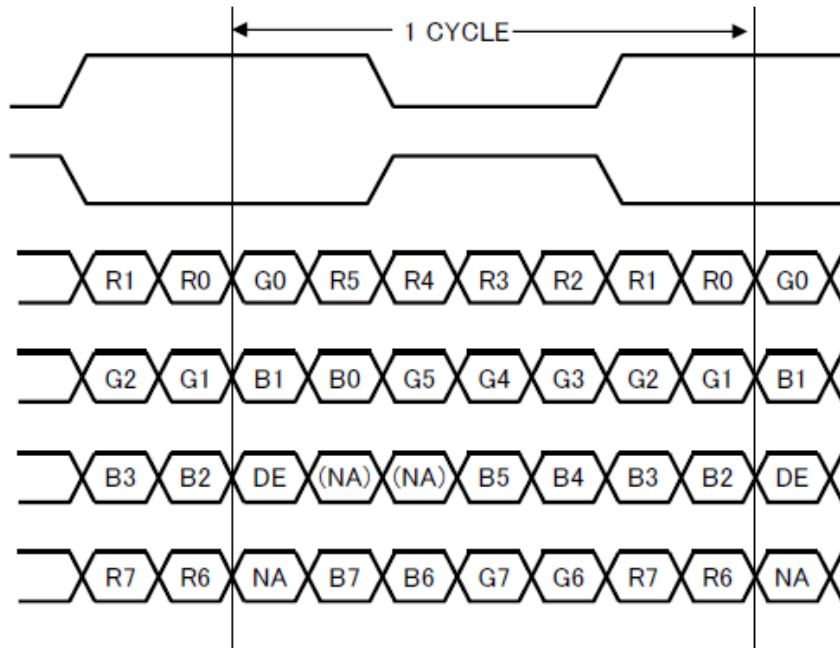 1 CYCLE
R1 R0 G0 R5 R4 R3 R2 R1 R0 G0
G2 G1 B1 B0 G5 G4 G3 G2 G1 B1
B3 B2 DE (NA) (NA) B5 B4 B3 B2 DE
R7 R6 NA B7 B6 G7 G6 R7 R6 NA